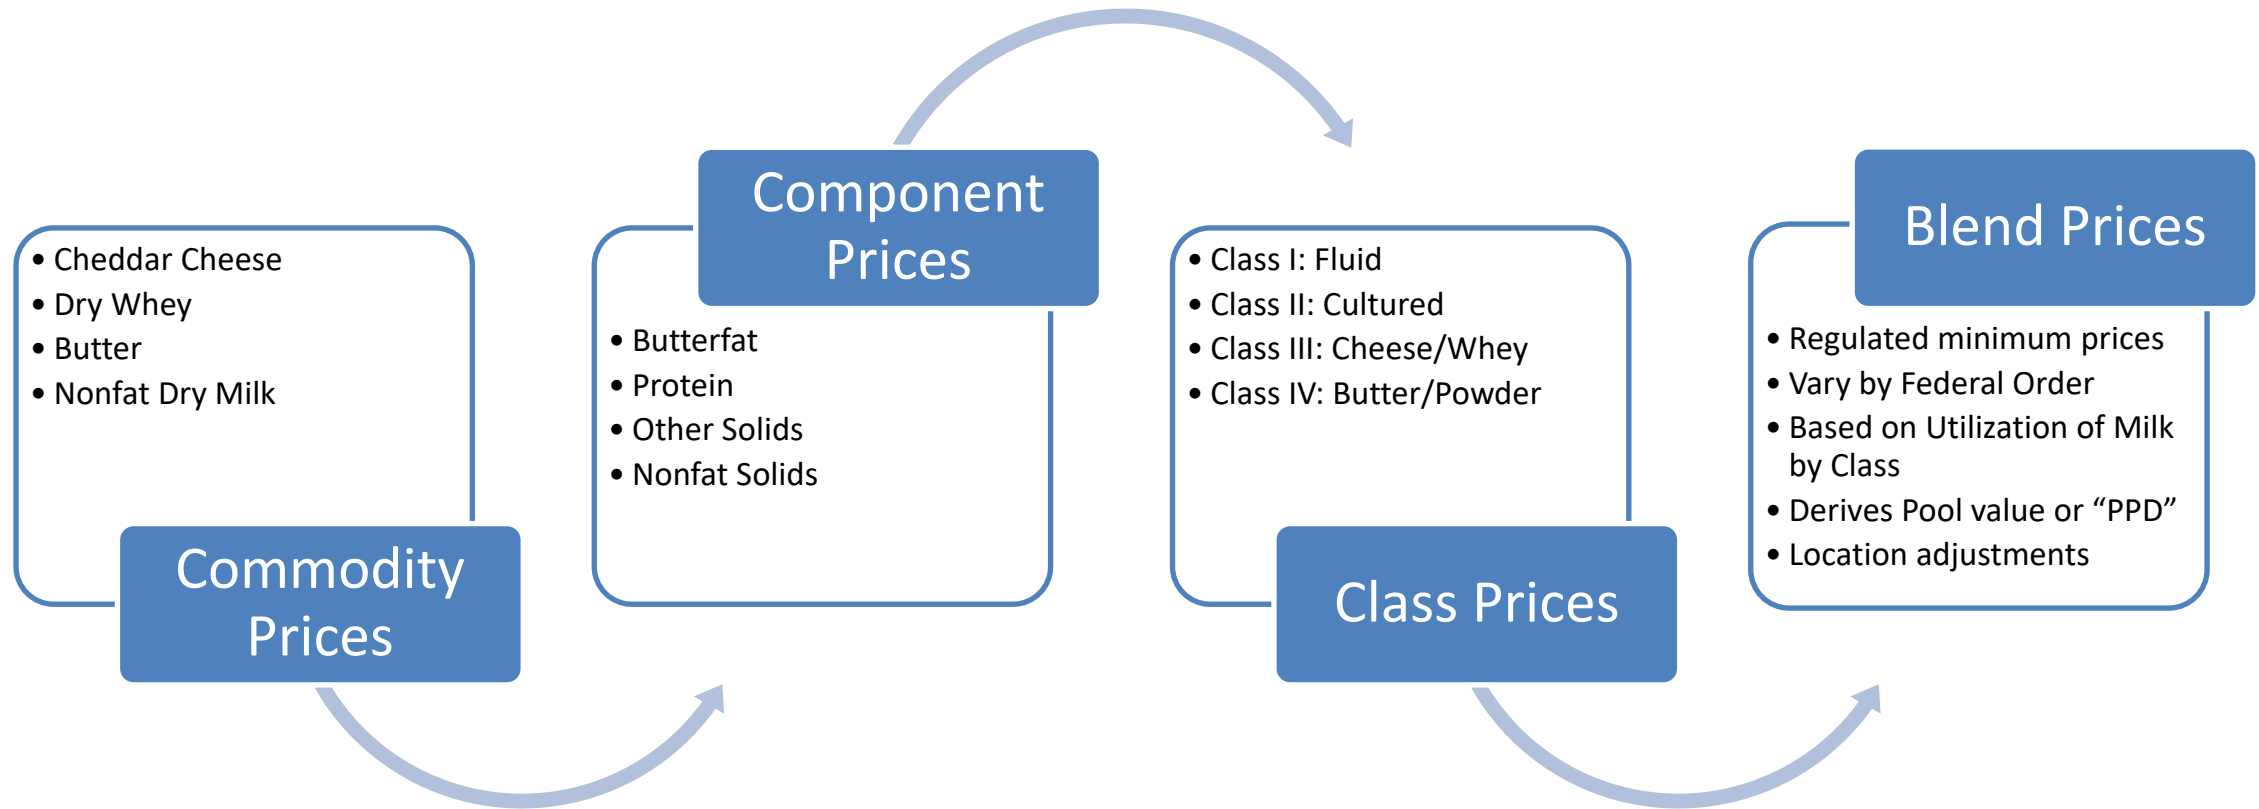 • Cheddar Cheese
• Dry Whey
• Butter
• Nonfat Dry Milk
Commodity
Prices
Component
Prices
• Butterfat
• Protein
• Other Solids
• Nonfat Solids
• Class I: Fluid
• Class II: Cultured
• Class III: Cheese/Whey
• Class IV: Butter/Powder
Class Prices
Blend Prices
• Regulated minimum prices
• Vary by Federal Order
• Based on Utilization of Milk
by Class
• Derives Pool value or “PPD”
• Location adjustments